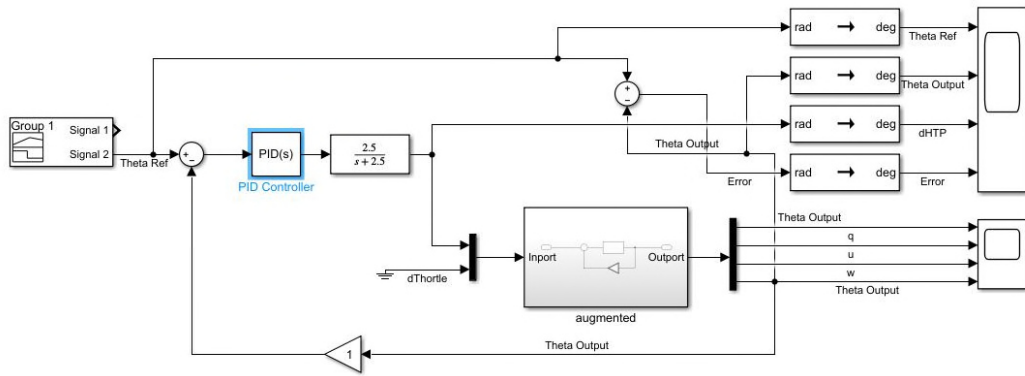 rad deg
Theta Ref
rad deg
Theta Output
Group 1
Signal 1
Signal 2
Theta Ref
+
−
+
−
PID(s)
PID Controller
2.5
s + 2.5
Theta Output
rad deg
dHTP
Error
rad deg
Error
Theta Output
q
u
w
Theta Output
Inport
Outport
augmented
dThortle
1
Theta Output